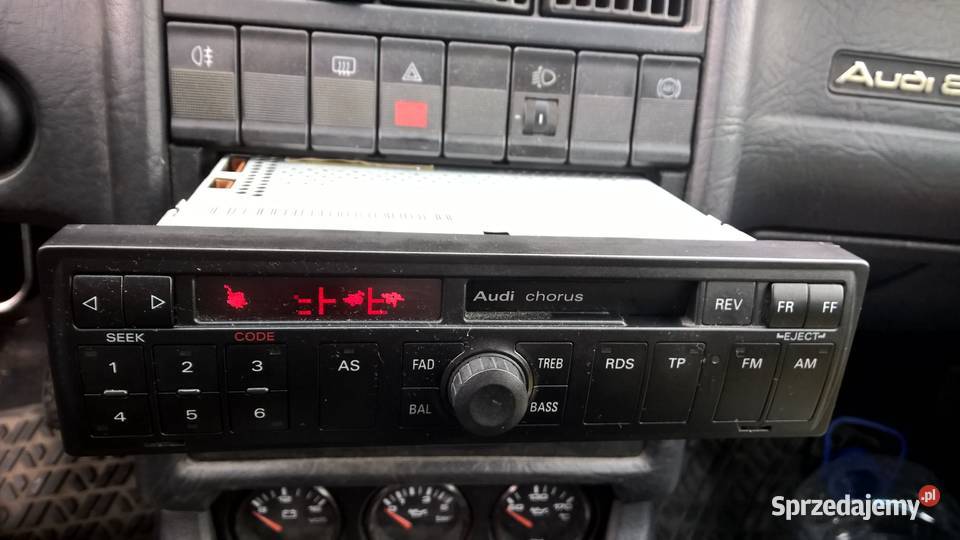 Audi 8
Audi chorus
REV
FR
FF
SEEK
CODE
EJECT
1
2
3
AS
FAD
TREB
RDS
TP
FM
AM
4
5
6
BAL
BASS
Sprzedajemy.pl